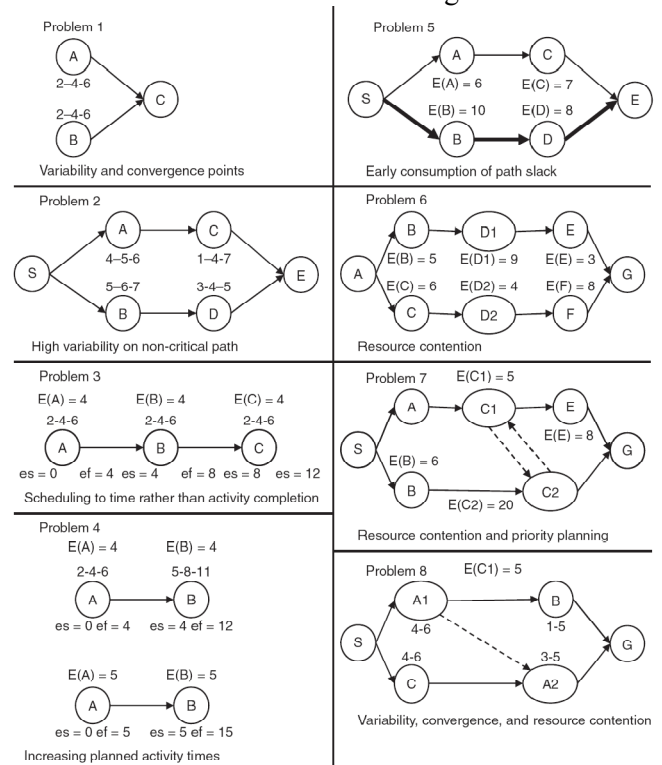 Problem 1
A
2–4-6
C
2–4-6
B
Variability and convergence points
Problem 2
A
C
4–5-6
1–4-7
S
E
5–6-7
3-4–5
B
D
High variability on non-critical path
Problem 3
E(A) = 4 E(B) = 4 E(C) = 4
2-4-6 2-4-6 2-4-6
A B C
es = 0 ef = 4 es = 4 ef = 8 es = 8 es = 12
Scheduling to time rather than activity completion
Problem 4
E(A) = 4 E(B) = 4
2-4-6 5-8-11
A B
es = 0 ef = 4 es = 4 ef = 12
E(A) = 5 E(B) = 5
A B
es = 0 ef = 5 es = 5 ef = 15
Increasing planned activity times
Problem 5
A C
E(A) = 6 E(C) = 7
S E
E(B) = 10 E(D) = 8
B D
Early consumption of path slack
Problem 6
B D1 E
E(B) = 5 E(D1) = 9 E(E) = 3
A G
E(C) = 6 E(D2) = 4 E(F) = 8
C D2 F
Resource contention
Problem 7
E(C1) = 5
A C1 E
E(E) = 8
S G
E(B) = 6
B C2
E(C2) = 20
Resource contention and priority planning
Problem 8
E(C1) = 5
A1 B
4-6 1-5
S G
4-6 3-5
C A2
Variability, convergence, and resource contention